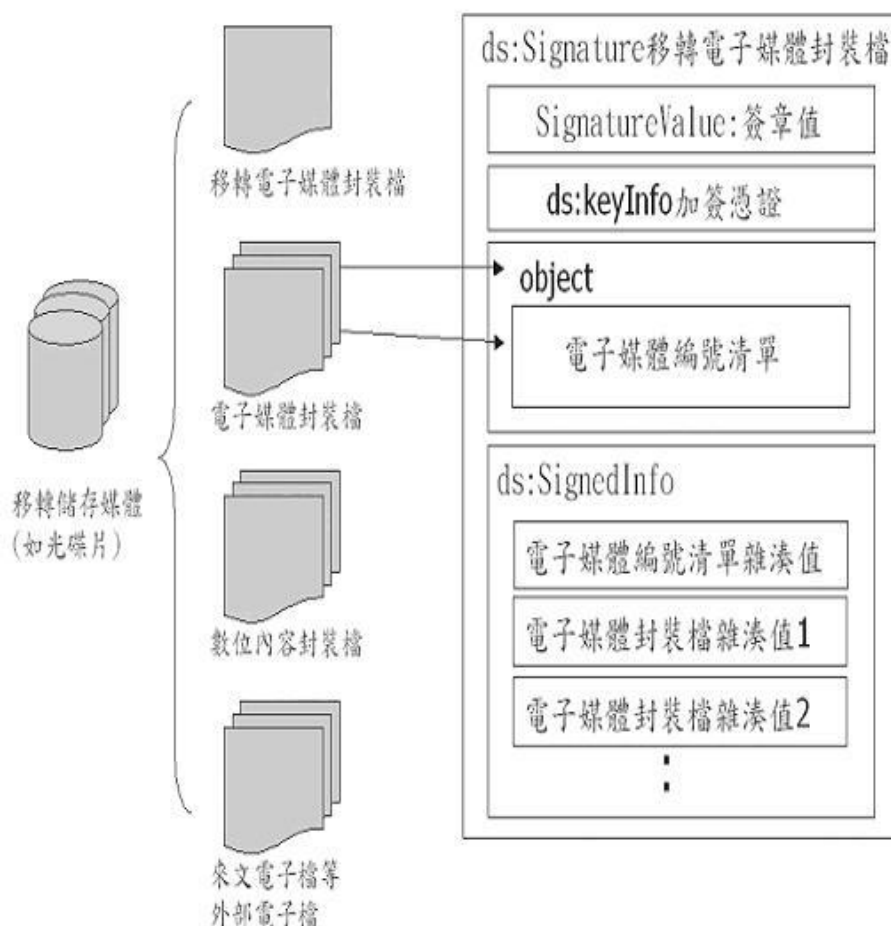 移轉儲存媒體
(如光碟片)
移轉電子媒體封裝檔
電子媒體封裝檔
數位內容封裝檔
來文電子檔等
外部電子檔
ds:Signature移轉電子媒體封裝檔
SignatureValue:簽章值
ds:keyInfo加簽憑證
object
電子媒體編號清單
ds:SignedInfo
電子媒體編號清單雜湊值
電子媒體封裝檔雜湊值1
電子媒體封裝檔雜湊值2